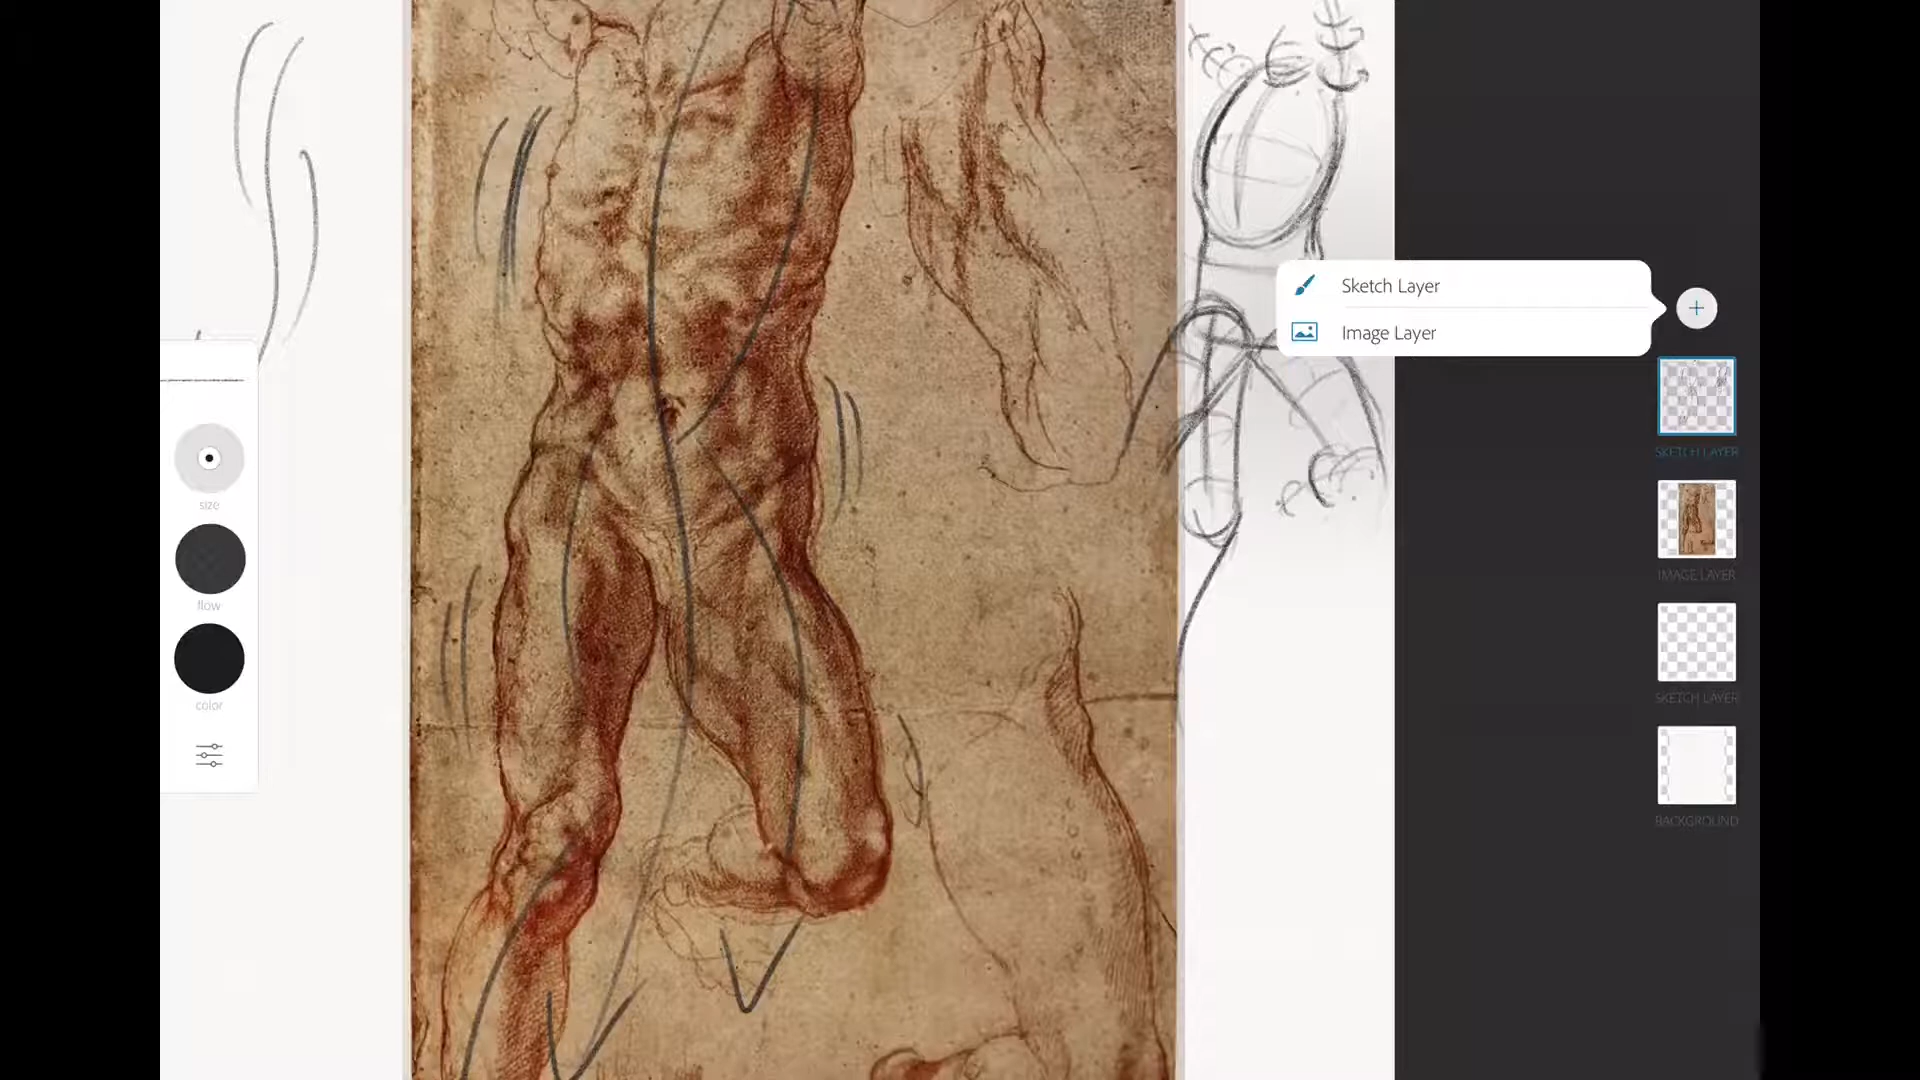 Sketch Layer
Image Layer
SKETCH LAYER
IMAGE LAYER
SKETCH LAYER
BACKGROUND
size
flow
color